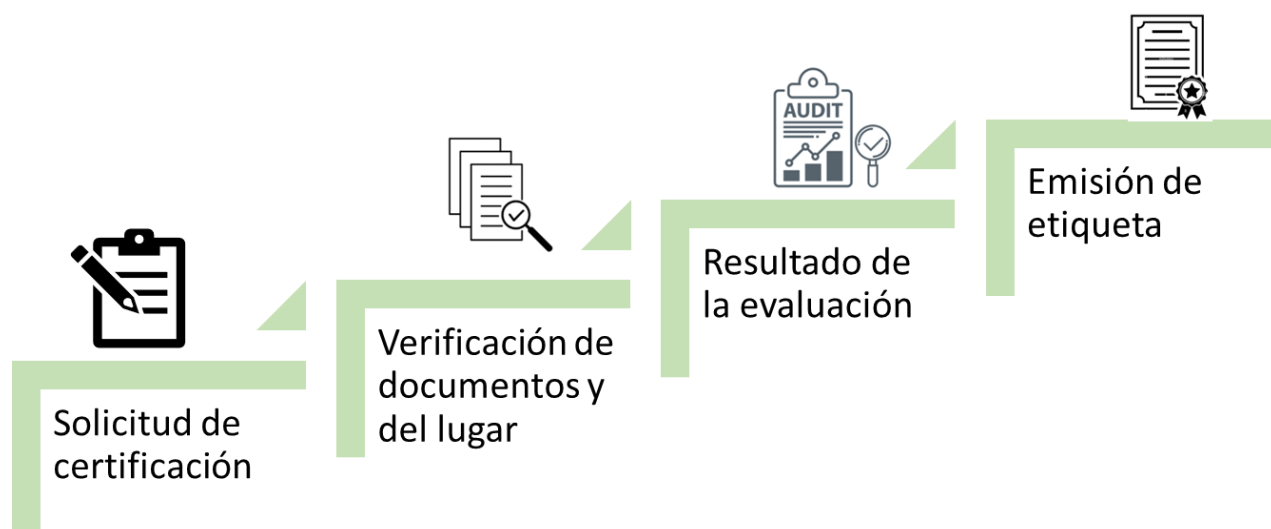 Solicitud de
certificación
Verificación de
documentos y
del lugar
AUDIT
Resultado de
la evaluación
Emisión de
etiqueta